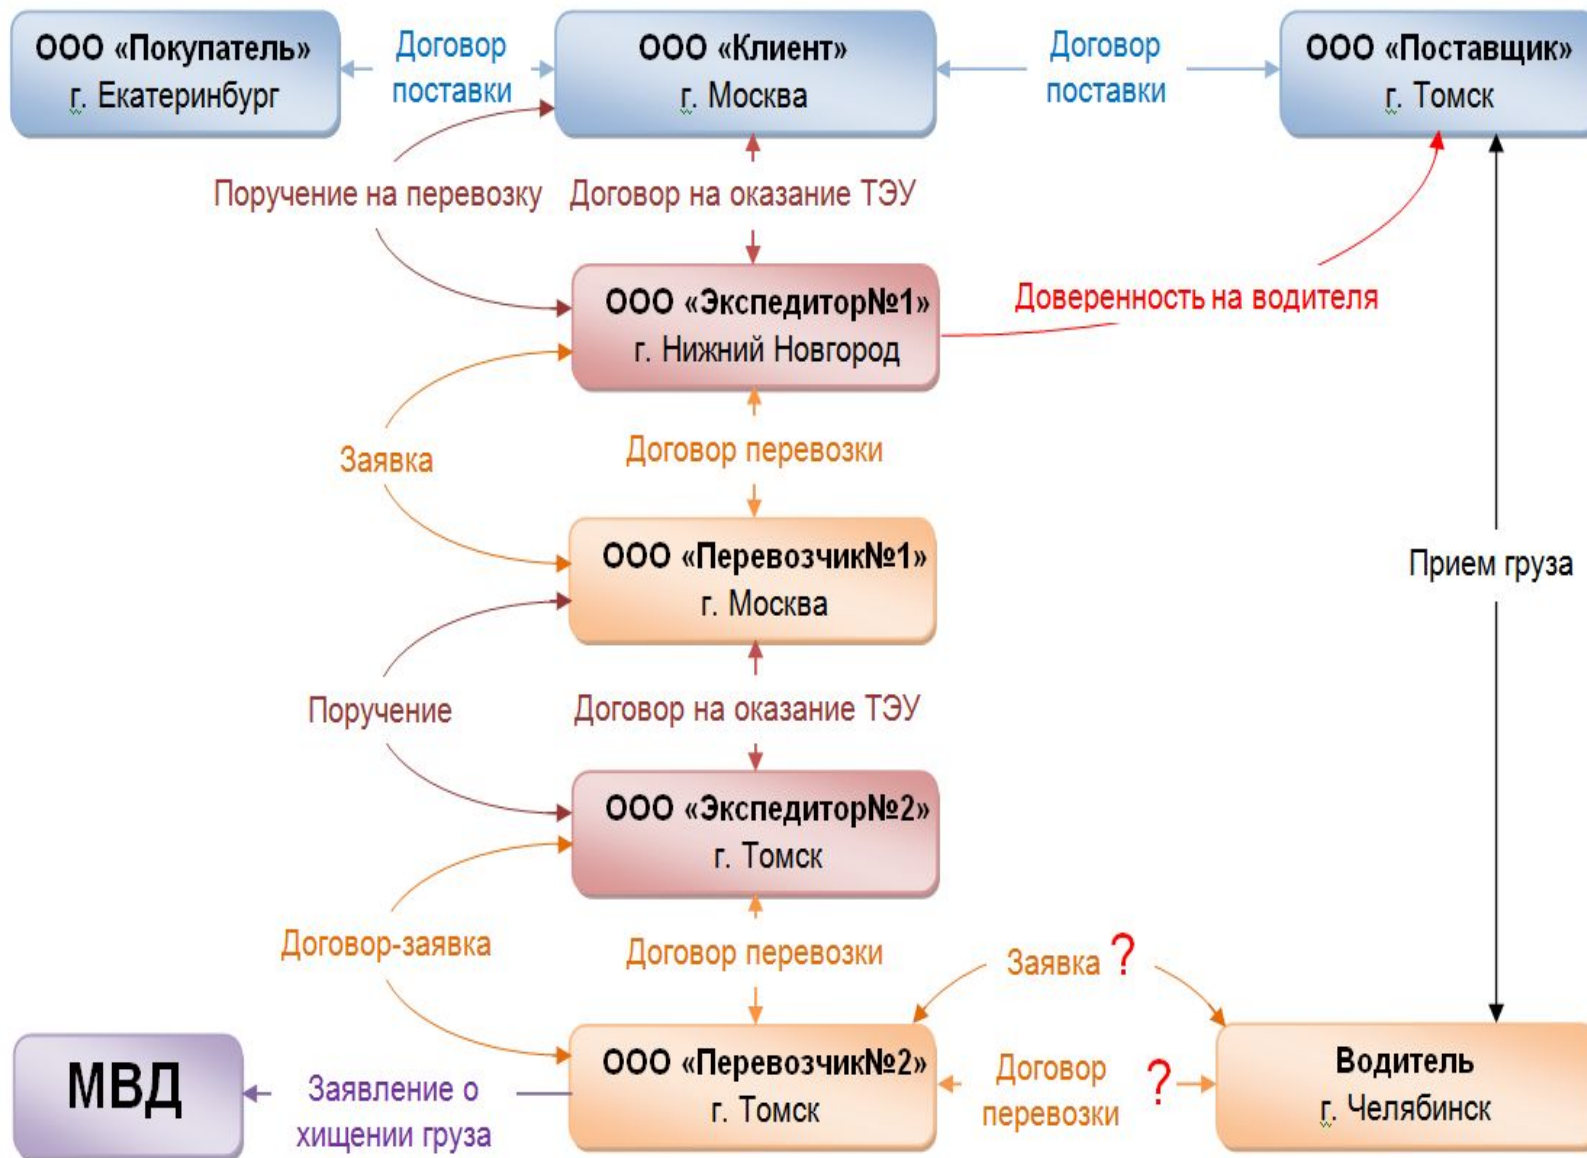 ООО «Покупатель»
г. Екатеринбург
Договор
поставки
ООО «Клиент»
г. Москва
Договор
поставки
ООО «Поставщик»
г. Томск
Поручение на перевозку
Договор на оказание ТЭУ
ООО «Экспедитор№1»
г. Нижний Новгород
Доверенность на водителя
Заявка
Договор перевозки
ООО «Перевозчик№1»
г. Москва
Прием груза
Поручение
Договор на оказание ТЭУ
ООО «Экспедитор№2»
г. Томск
Договор-заявка
Договор перевозки
Заявка ?
МВД
Заявление о
хищении груза
ООО «Перевозчик№2»
г. Томск
Договор
перевозки ?
Водитель
г. Челябинск